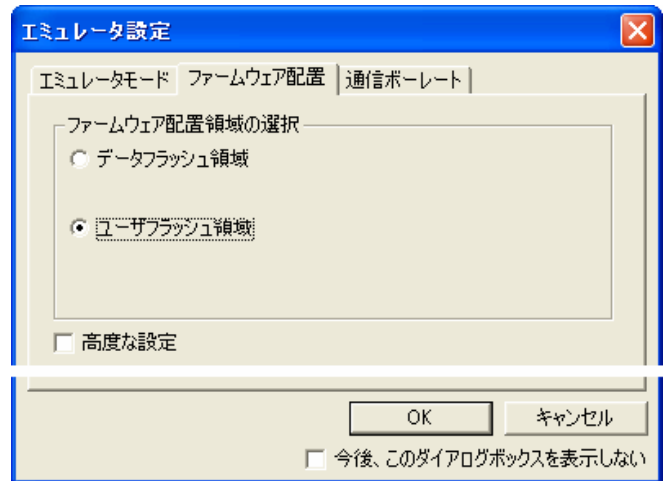 エミュレータ設定
エミュレータモード ファームウェア配置 通信ボーレート
ファームウェア配置領域の選択
データフラッシュ領域
ユーザフラッシュ領域
高度な設定
OK キャンセル
今後、このダイアログボックスを表示しない